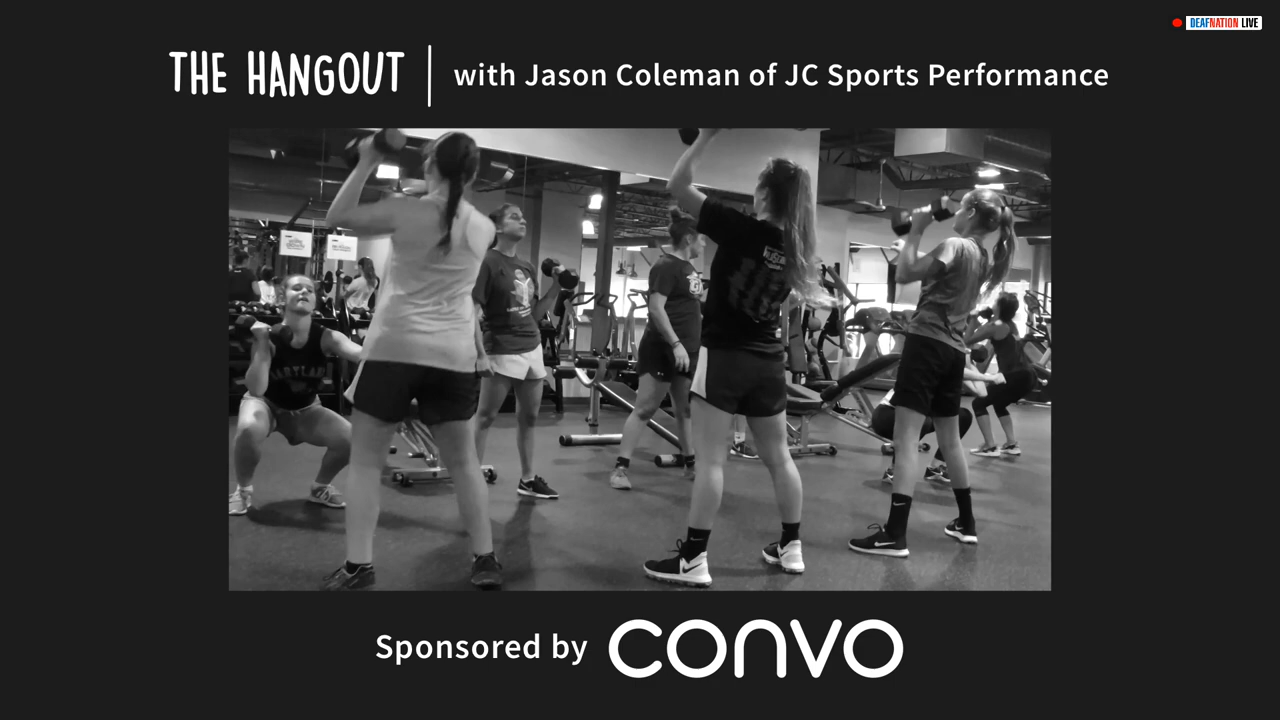 DEAFNATION LIVE
THE HANGOUT
with Jason Coleman of JC Sports Performance
Sponsored by CONVO